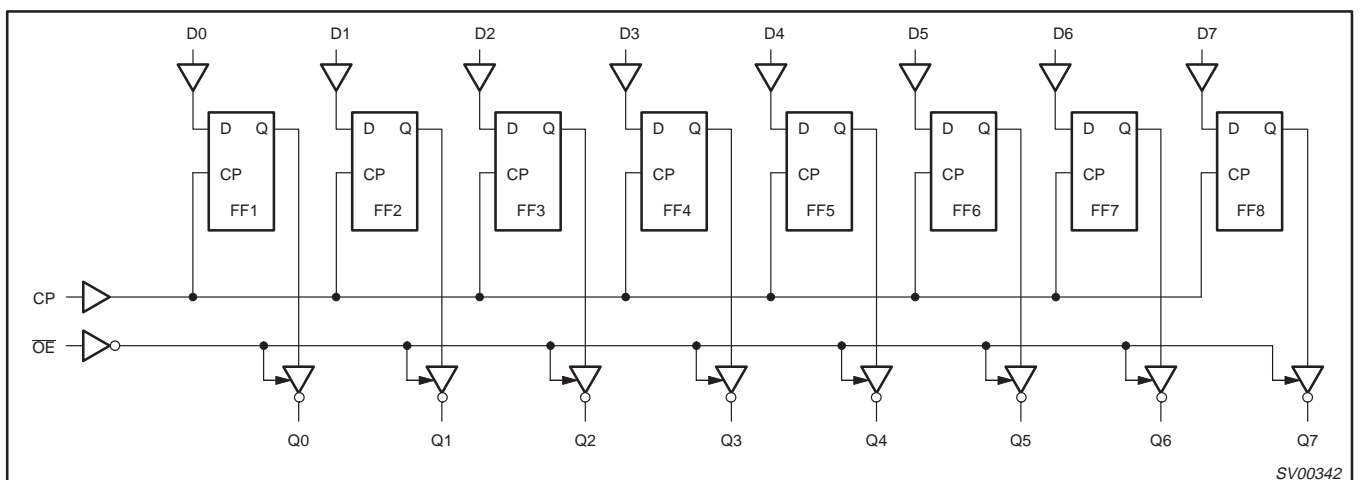 D0 D1 D2 D3 D4 D5 D6 D7
D Q D Q D Q D Q D Q D Q D Q D Q
CP CP CP CP CP CP CP CP
FF1 FF2 FF3 FF4 FF5 FF6 FF7 FF8
CP
OE
Q0 Q1 Q2 Q3 Q4 Q5 Q6 Q7
SV00342